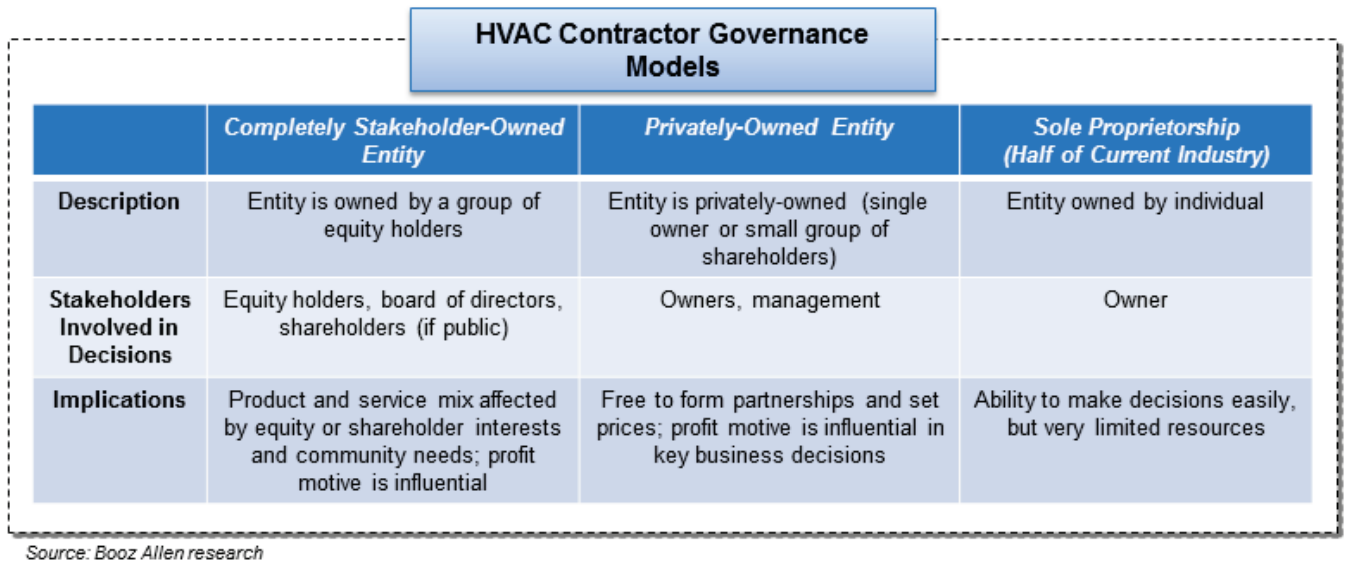 HVAC Contractor Governance
Models
Completely Stakeholder-Owned
Entity
Privately-Owned Entity
Sole Proprietorship
(Half of Current Industry)
Description
Entity is owned by a group of
equity holders
Entity is privately-owned (single
owner or small group of
shareholders)
Entity owned by individual
Stakeholders
Involved in
Decisions
Equity holders, board of directors,
shareholders (if public)
Owners, management
Owner
Implications
Product and service mix affected
by equity or shareholder interests
and community needs; profit
motive is influential
Free to form partnerships and set
prices; profit motive is influential in
key business decisions
Ability to make decisions easily,
but very limited resources
Source: Booz Allen research